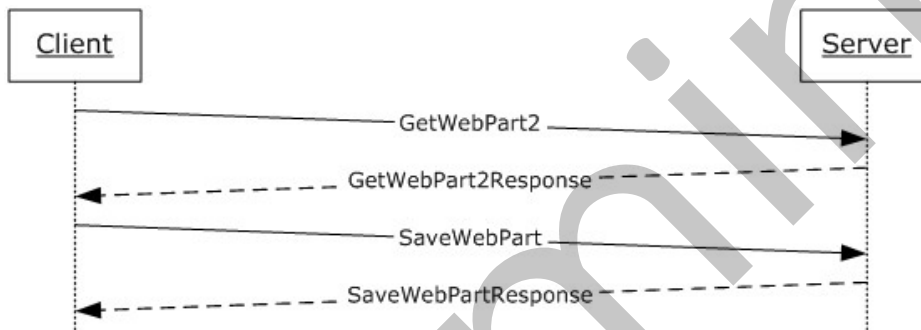 Client
Server
GetWebPart2
GetWebPart2Response
SaveWebPart
SaveWebPartResponse